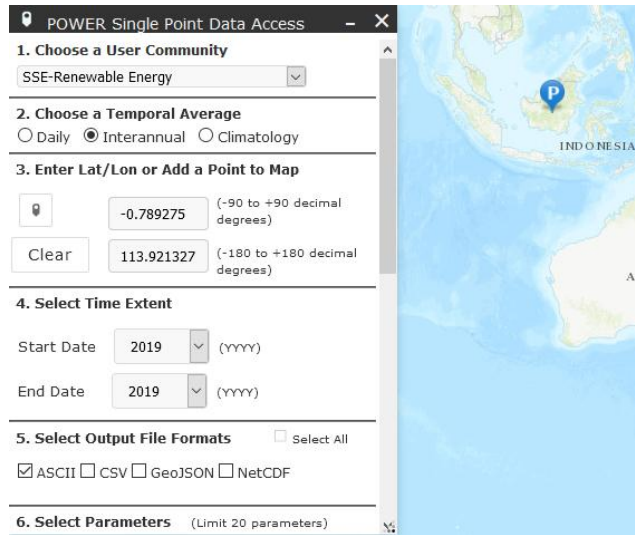 POWER Single Point Data Access
1. Choose a User Community
SSE-Renewable Energy
2. Choose a Temporal Average
Daily Interannual Climatology
3. Enter Lat/Lon or Add a Point to Map
-0.789275 (-90 to +90 decimal degrees)
Clear 113.921327 (-180 to +180 decimal degrees)
4. Select Time Extent
Start Date 2019 (YYYY)
End Date 2019 (YYYY)
5. Select Output File Formats Select All
ASCII CSV GeoJSON NetCDF
6. Select Parameters (Limit 20 parameters)
P
INDONESIA
A